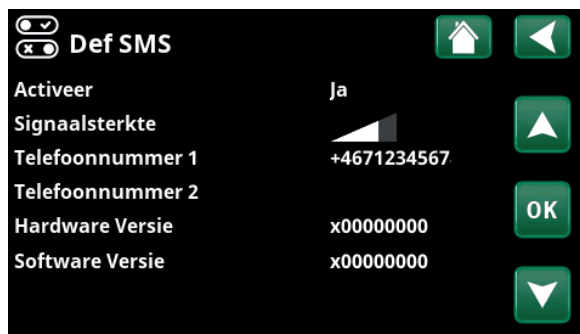 Def SMS
Activeer Ja
Signaalsterkte
Telefoonnummer 1 +4671234567
Telefoonnummer 2
OK
Hardware Versie x00000000
Software Versie x00000000